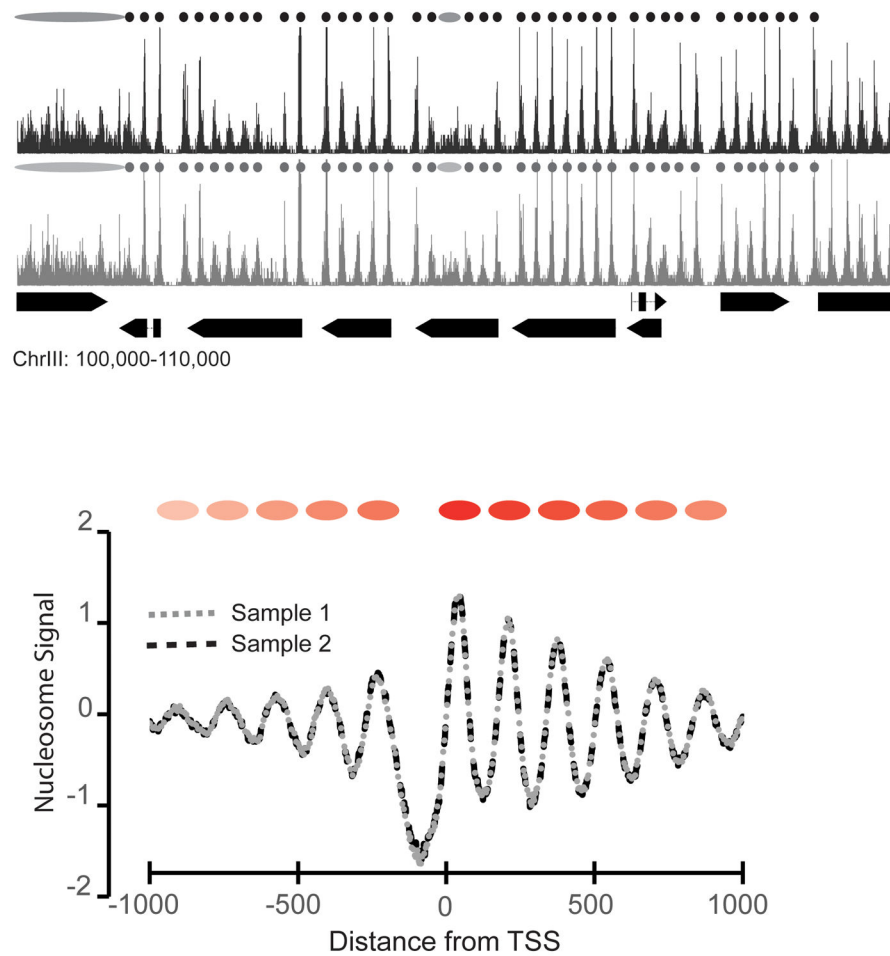 ChrIII: 100,000-110,000
2
1
0
-1
-2
Nucleosome Signal
Sample 1
Sample 2
-1000
-500
0
500
1000
Distance from TSS